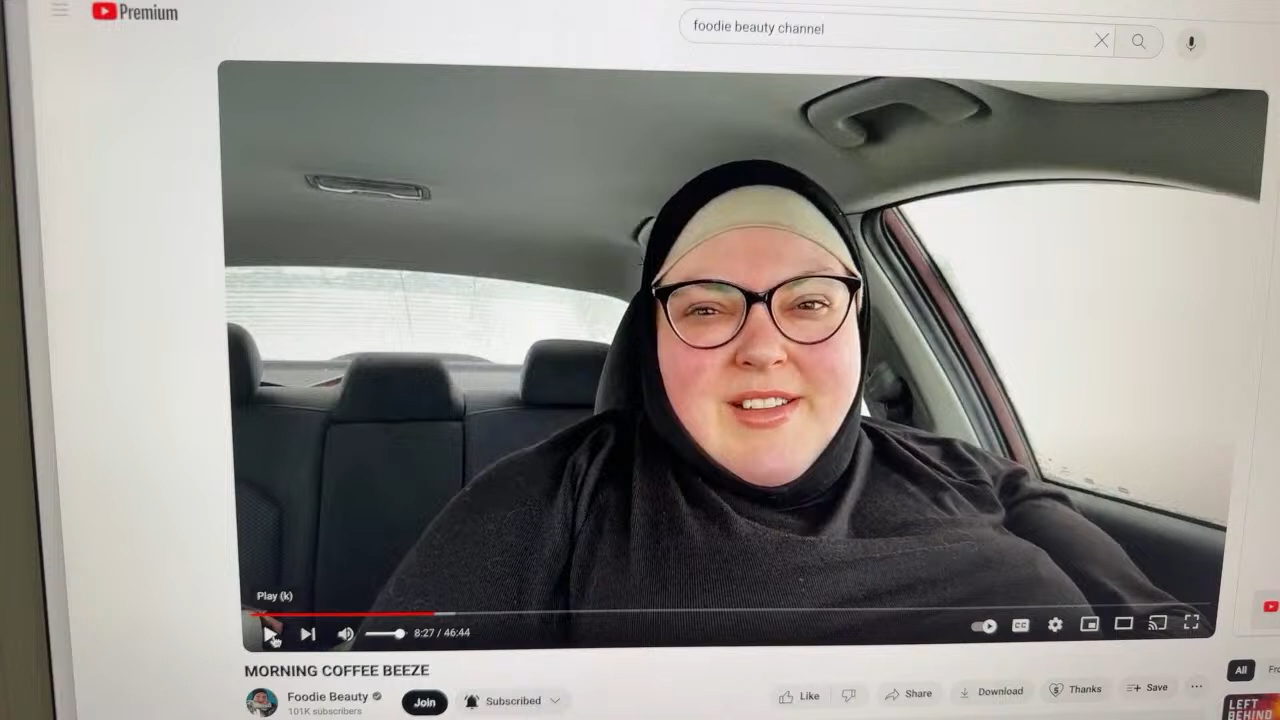 Premium
foodie beauty channel
Play (k)
8:27 / 46:44
CC
MORNING COFFEE BEEZE
Foodie Beauty
101K subscribers
Join
Subscribed
Like
Share
Download
Thanks
Save
All
LEFT
BEHIND